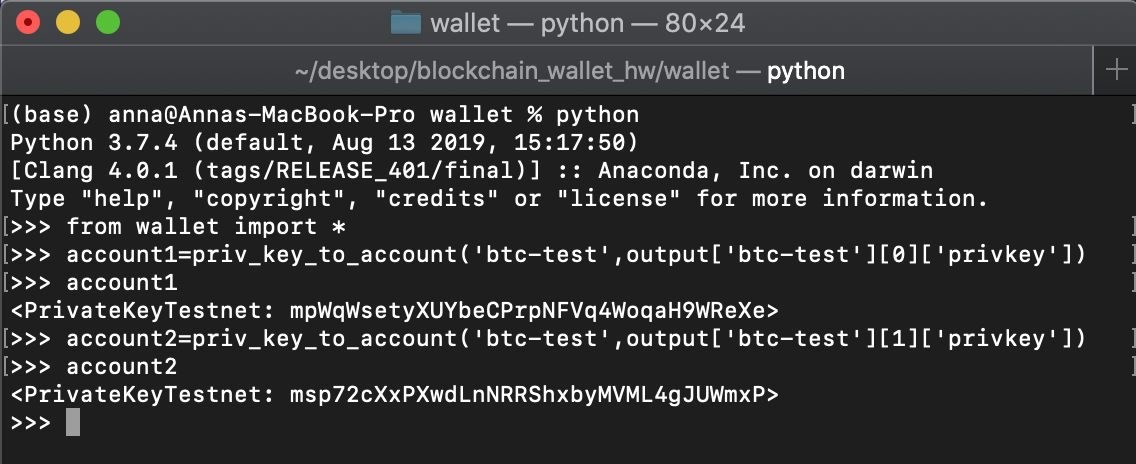 wallet — python — 80×24
~/desktop/blockchain_wallet_hw/wallet — python
[(base) anna@Annas-MacBook-Pro wallet % python ]
Python 3.7.4 (default, Aug 13 2019, 15:17:50)
[Clang 4.0.1 (tags/RELEASE_401/final)] :: Anaconda, Inc. on darwin
Type "help", "copyright", "credits" or "license" for more information.
[>>> from wallet import * ]
[>>> account1=priv_key_to_account('btc-test',output['btc-test'][0]['privkey']) ]
[>>> account1 ]
<PrivateKeyTestnet: mpWqWsetyXUYbeCPrpNFVq4WoqaH9WReXe>
[>>> account2=priv_key_to_account('btc-test',output['btc-test'][1]['privkey']) ]
[>>> account2 ]
<PrivateKeyTestnet: msp72cXxPXwdLnNRRShxbyMVML4gJUWmxP>
>>>